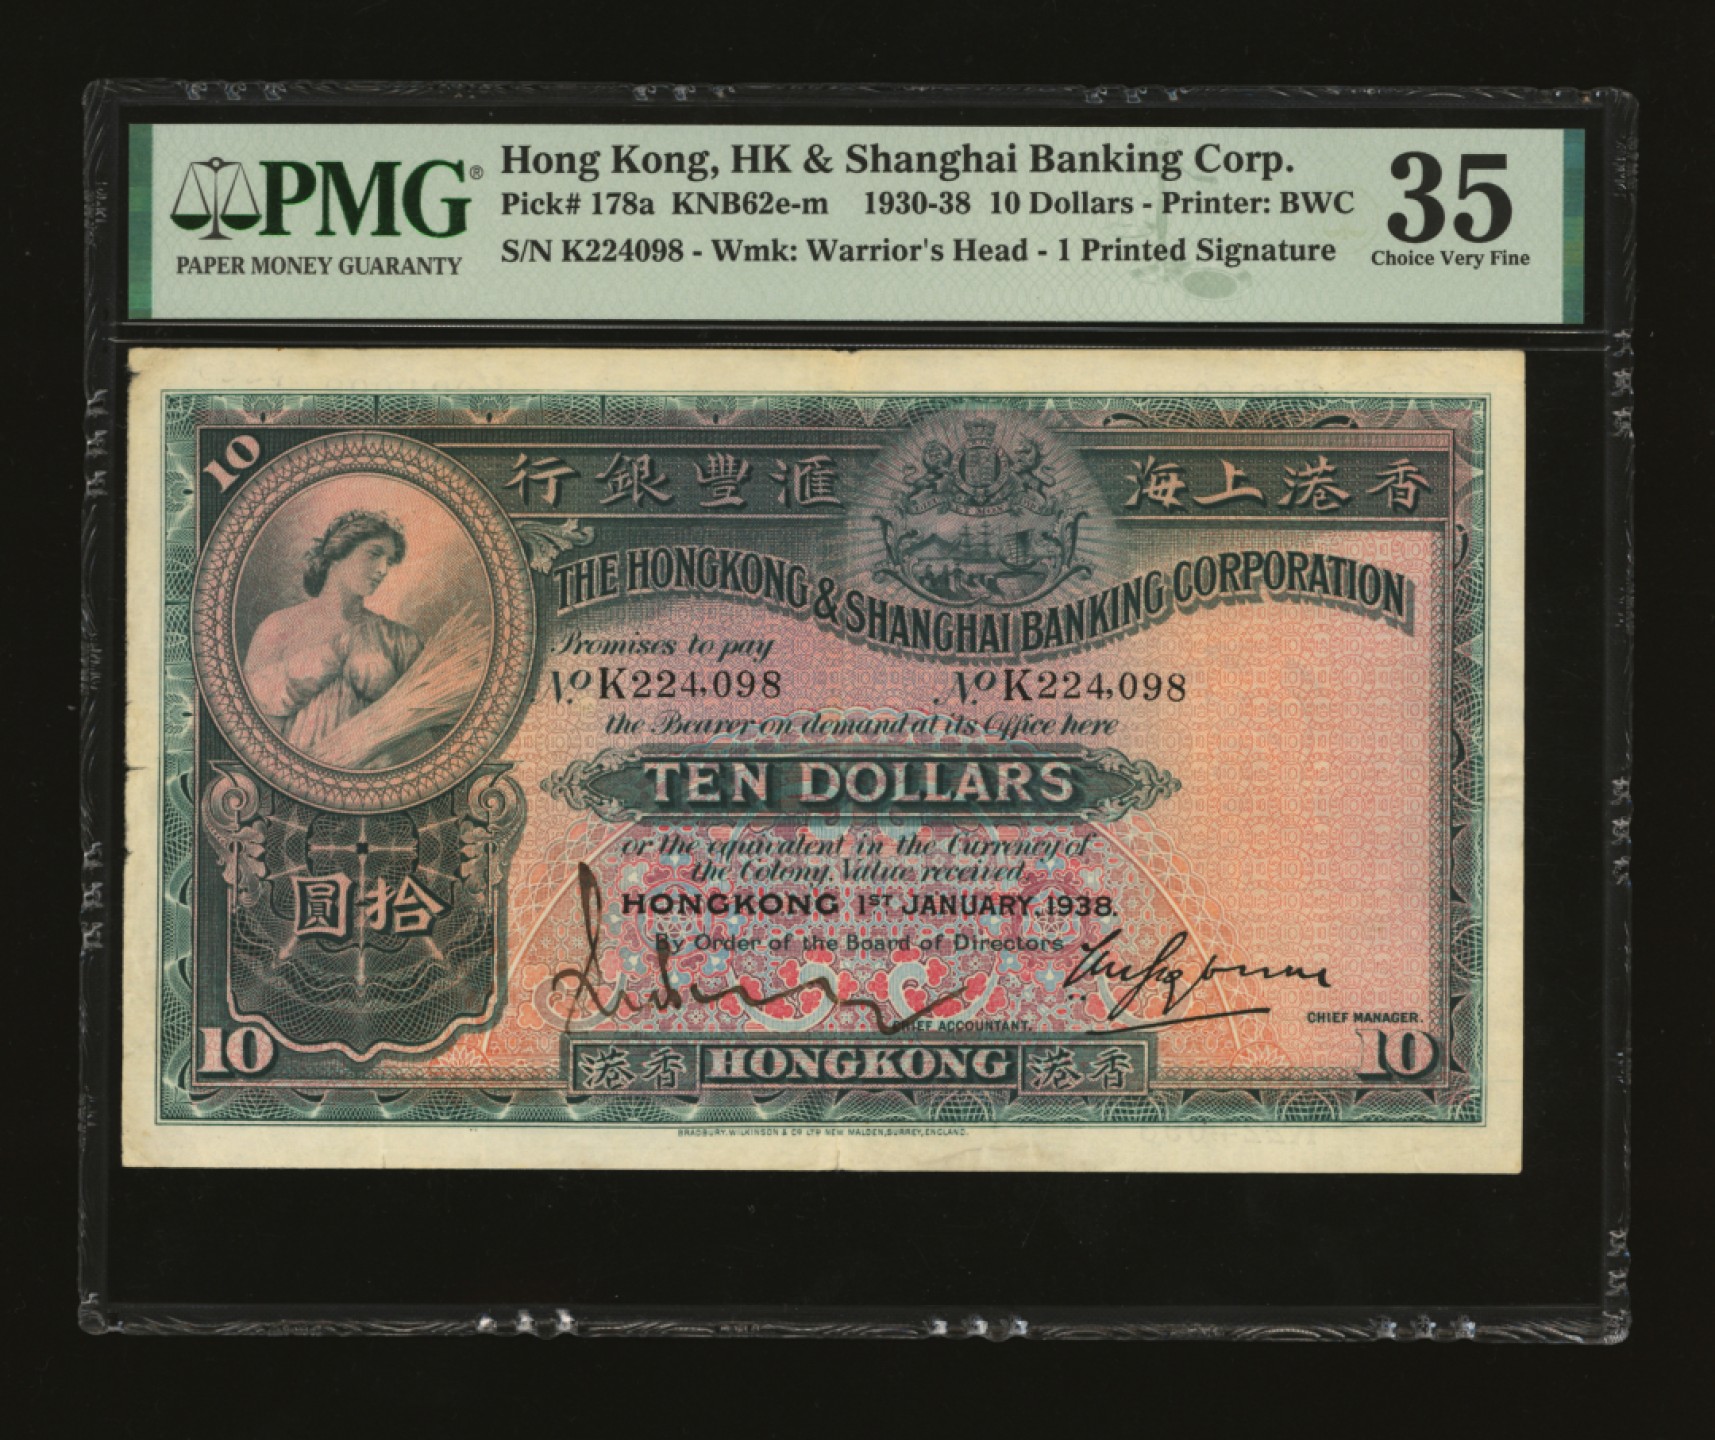 PMG®
PAPER MONEY GUARANTY
Hong Kong, HK & Shanghai Banking Corp.
Pick# 178a KNB62e-m 1930-38 10 Dollars - Printer: BWC
S/N K224098 - Wmk: Warrior's Head - 1 Printed Signature
35
Choice Very Fine
10
行銀豐滙 海上港香
THE HONGKONG & SHANGHAI BANKING CORPORATION
Promises to pay
No. K224,098 No. K224,098
the Bearer on demand at its Office here
TEN DOLLARS
or the equivalent in the Currency of
the Colony, Value received.
圓拾
HONGKONG 1ST JANUARY, 1938.
By Order of the Board of Directors
CHIEF ACCOUNTANT.
CHIEF MANAGER.
10 港香 HONGKONG 港香 10
BRADBURY, WILKINSON & CO LTD NEW MALDEN, SURREY, ENGLAND.